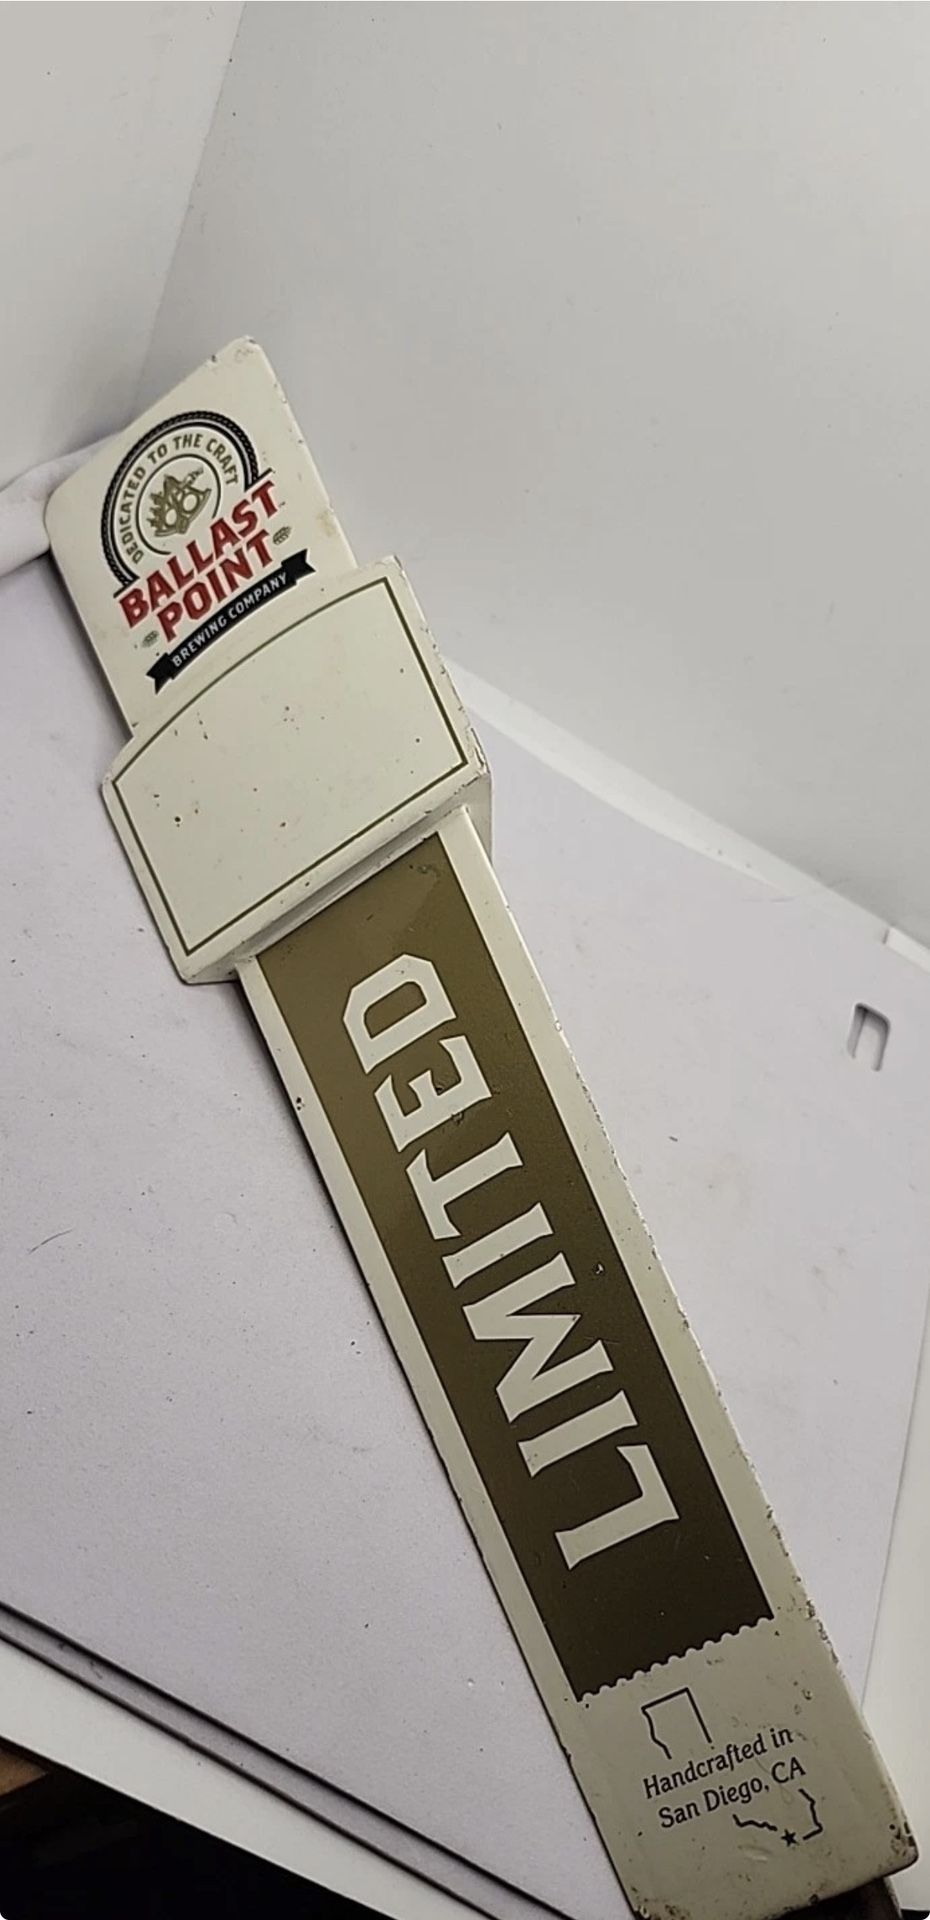 DEDICATED TO THE CRAFT
BALLAST
POINT
BREWING COMPANY
LIMITED
Handcrafted in
San Diego, CA